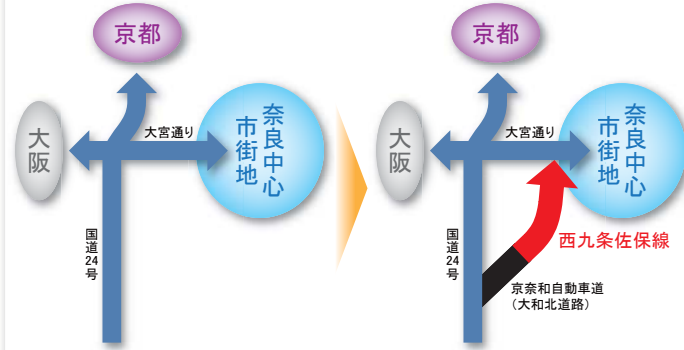 京都
大阪
大宮通り
奈良中心
市街地
国道24号
京都
大阪
大宮通り
奈良中心
市街地
国道24号
西九条佐保線
京奈和自動車道
（大和北道路）